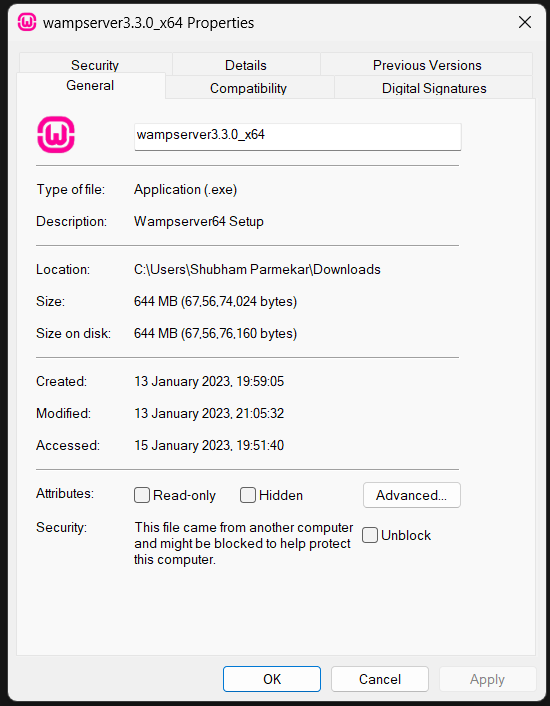 wampserver3.3.0_x64 Properties
Security Details Previous Versions
General Compatibility Digital Signatures
wampserver3.3.0_x64
Type of file: Application (.exe)
Description: Wampserver64 Setup
Location: C:\Users\Shubham Parmekar\Downloads
Size: 644 MB (67,56,74,024 bytes)
Size on disk: 644 MB (67,56,76,160 bytes)
Created: 13 January 2023, 19:59:05
Modified: 13 January 2023, 21:05:32
Accessed: 15 January 2023, 19:51:40
Attributes: Read-only Hidden Advanced...
Security: This file came from another computer
and might be blocked to help protect
this computer.
Unblock
OK Cancel Apply